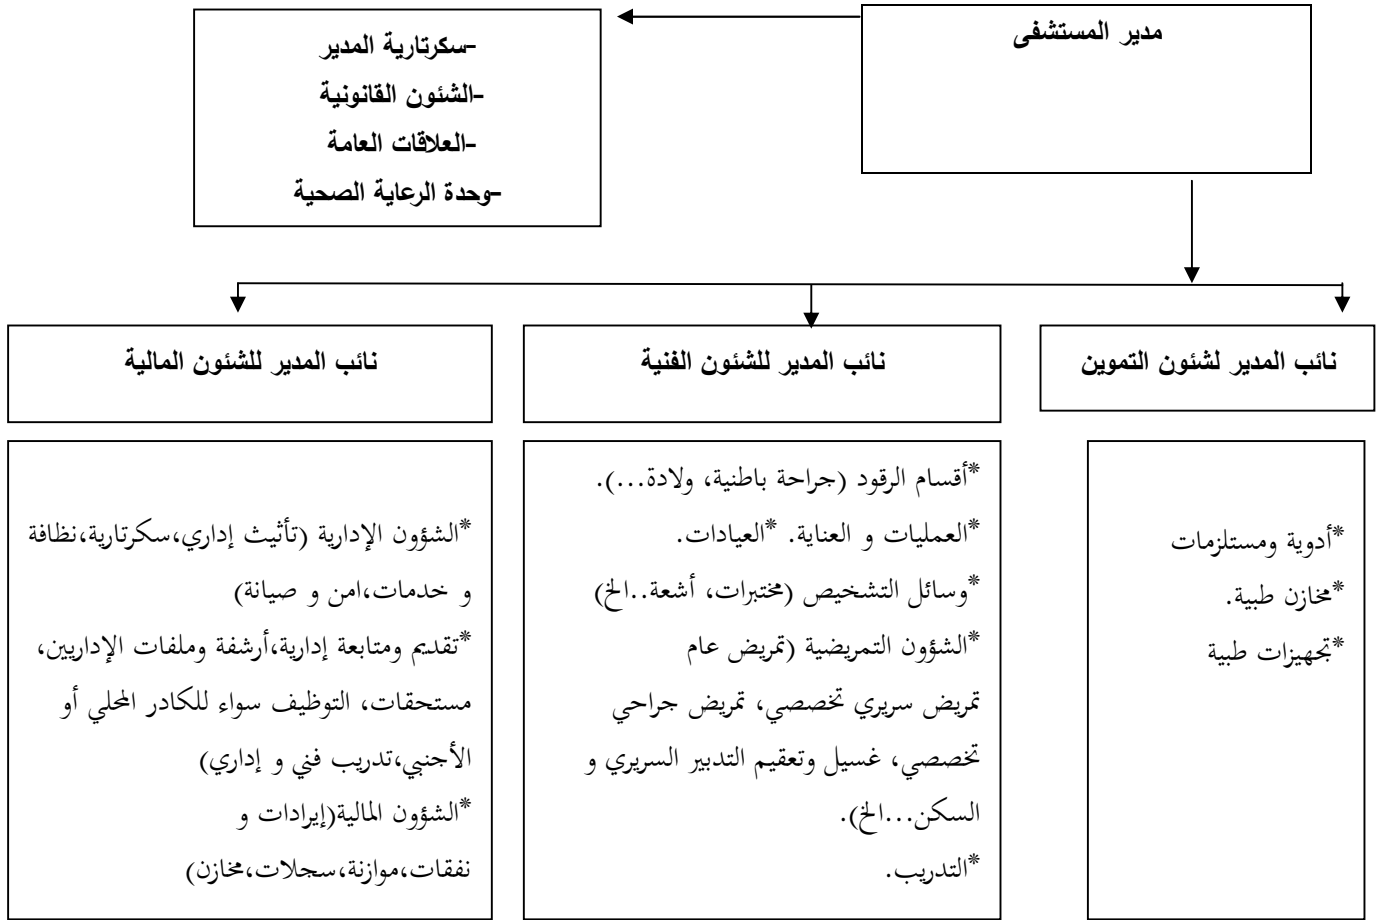 مدير المستشفى
-سكرتارية المدير
-الشئون القانونية
-العلاقات العامة
-وحدة الرعاية الصحية
نائب المدير لشئون التموين
*أدوية ومستلزمات
*مخازن طبية.
*تجهيزات طبية
نائب المدير للشئون الفنية
*أقسام الرقود (جراحة باطنية، ولادة...).
*العمليات و العناية. *العيادات.
*وسائل التشخيص (مختبرات، أشعة..الخ)
*الشؤون التمريضية (تمريض عام
تمريض سريري تخصصي، تمريض جراحي
تخصصي، غسيل وتعقيم التدبير السريري و
السكن...الخ).
*التدريب.
نائب المدير للشئون المالية
*الشؤون الإدارية (تأثيث إداري،سكرتارية،نظافة
و خدمات،امن و صيانة)
*تقديم ومتابعة إدارية،أرشفة وملفات الإداريين،
مستحقات، التوظيف سواء للكادر المحلي أو
الأجنبي،تدريب فني و إداري)
*الشؤون المالية(إيرادات و
نفقات،موازنة،سجلات،مخازن)